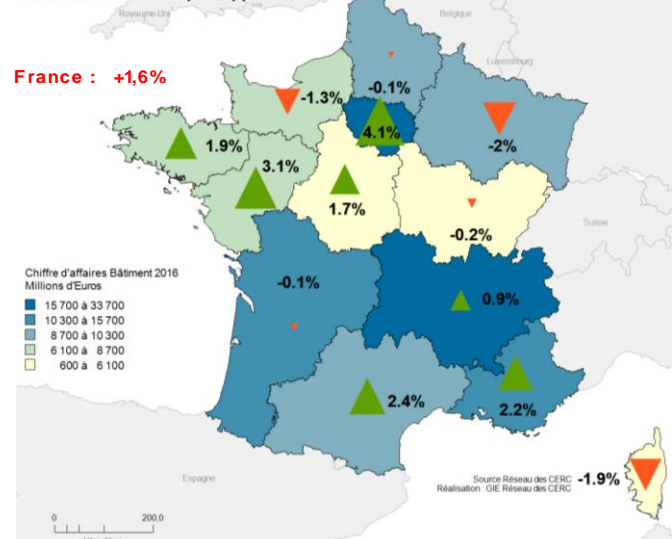 Royaume-Uni
Belgique
Luxembourg
France : +1,6%
-0.1%
-1.3%
4.1%
-2%
1.9%
3.1%
1.7%
-0.2%
Suisse
Chiffre d'affaires Bâtiment 2016
Millions d'Euros
15 700 à 33 700
10 300 à 15 700
8 700 à 10 300
6 100 à 8 700
600 à 6 100
-0.1%
0.9%
2.4%
2.2%
Espagne
Source Réseau des CERC
Réalisation : GIE Réseau des CERC
-1.9%
0
200,0